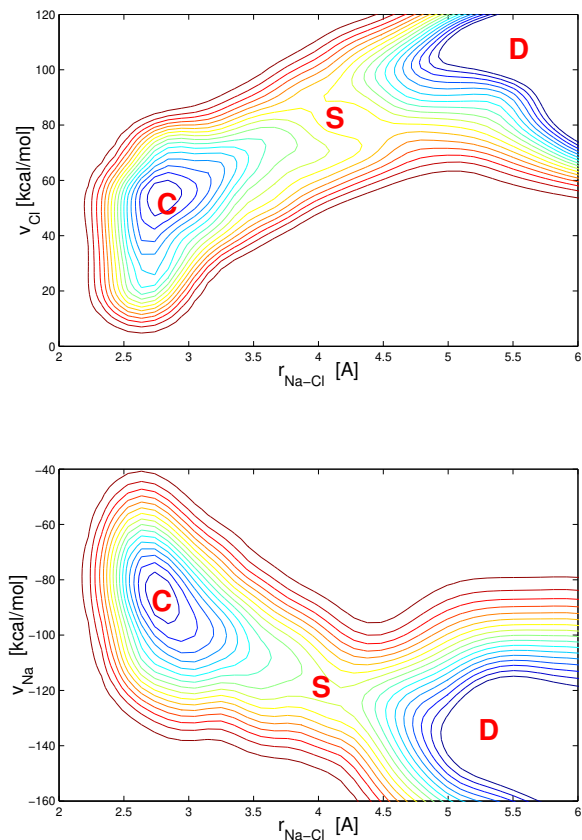 120
D
100
S
80
v_Cl [kcal/mol]
60
C
40
20
0
2 2.5 3 3.5 4 4.5 5 5.5 6
r_Na−Cl [A]
−40
−60
−80
C
v_Na [kcal/mol]
−100
−120
S
D
−140
−160
2 2.5 3 3.5 4 4.5 5 5.5 6
r_Na−Cl [A]